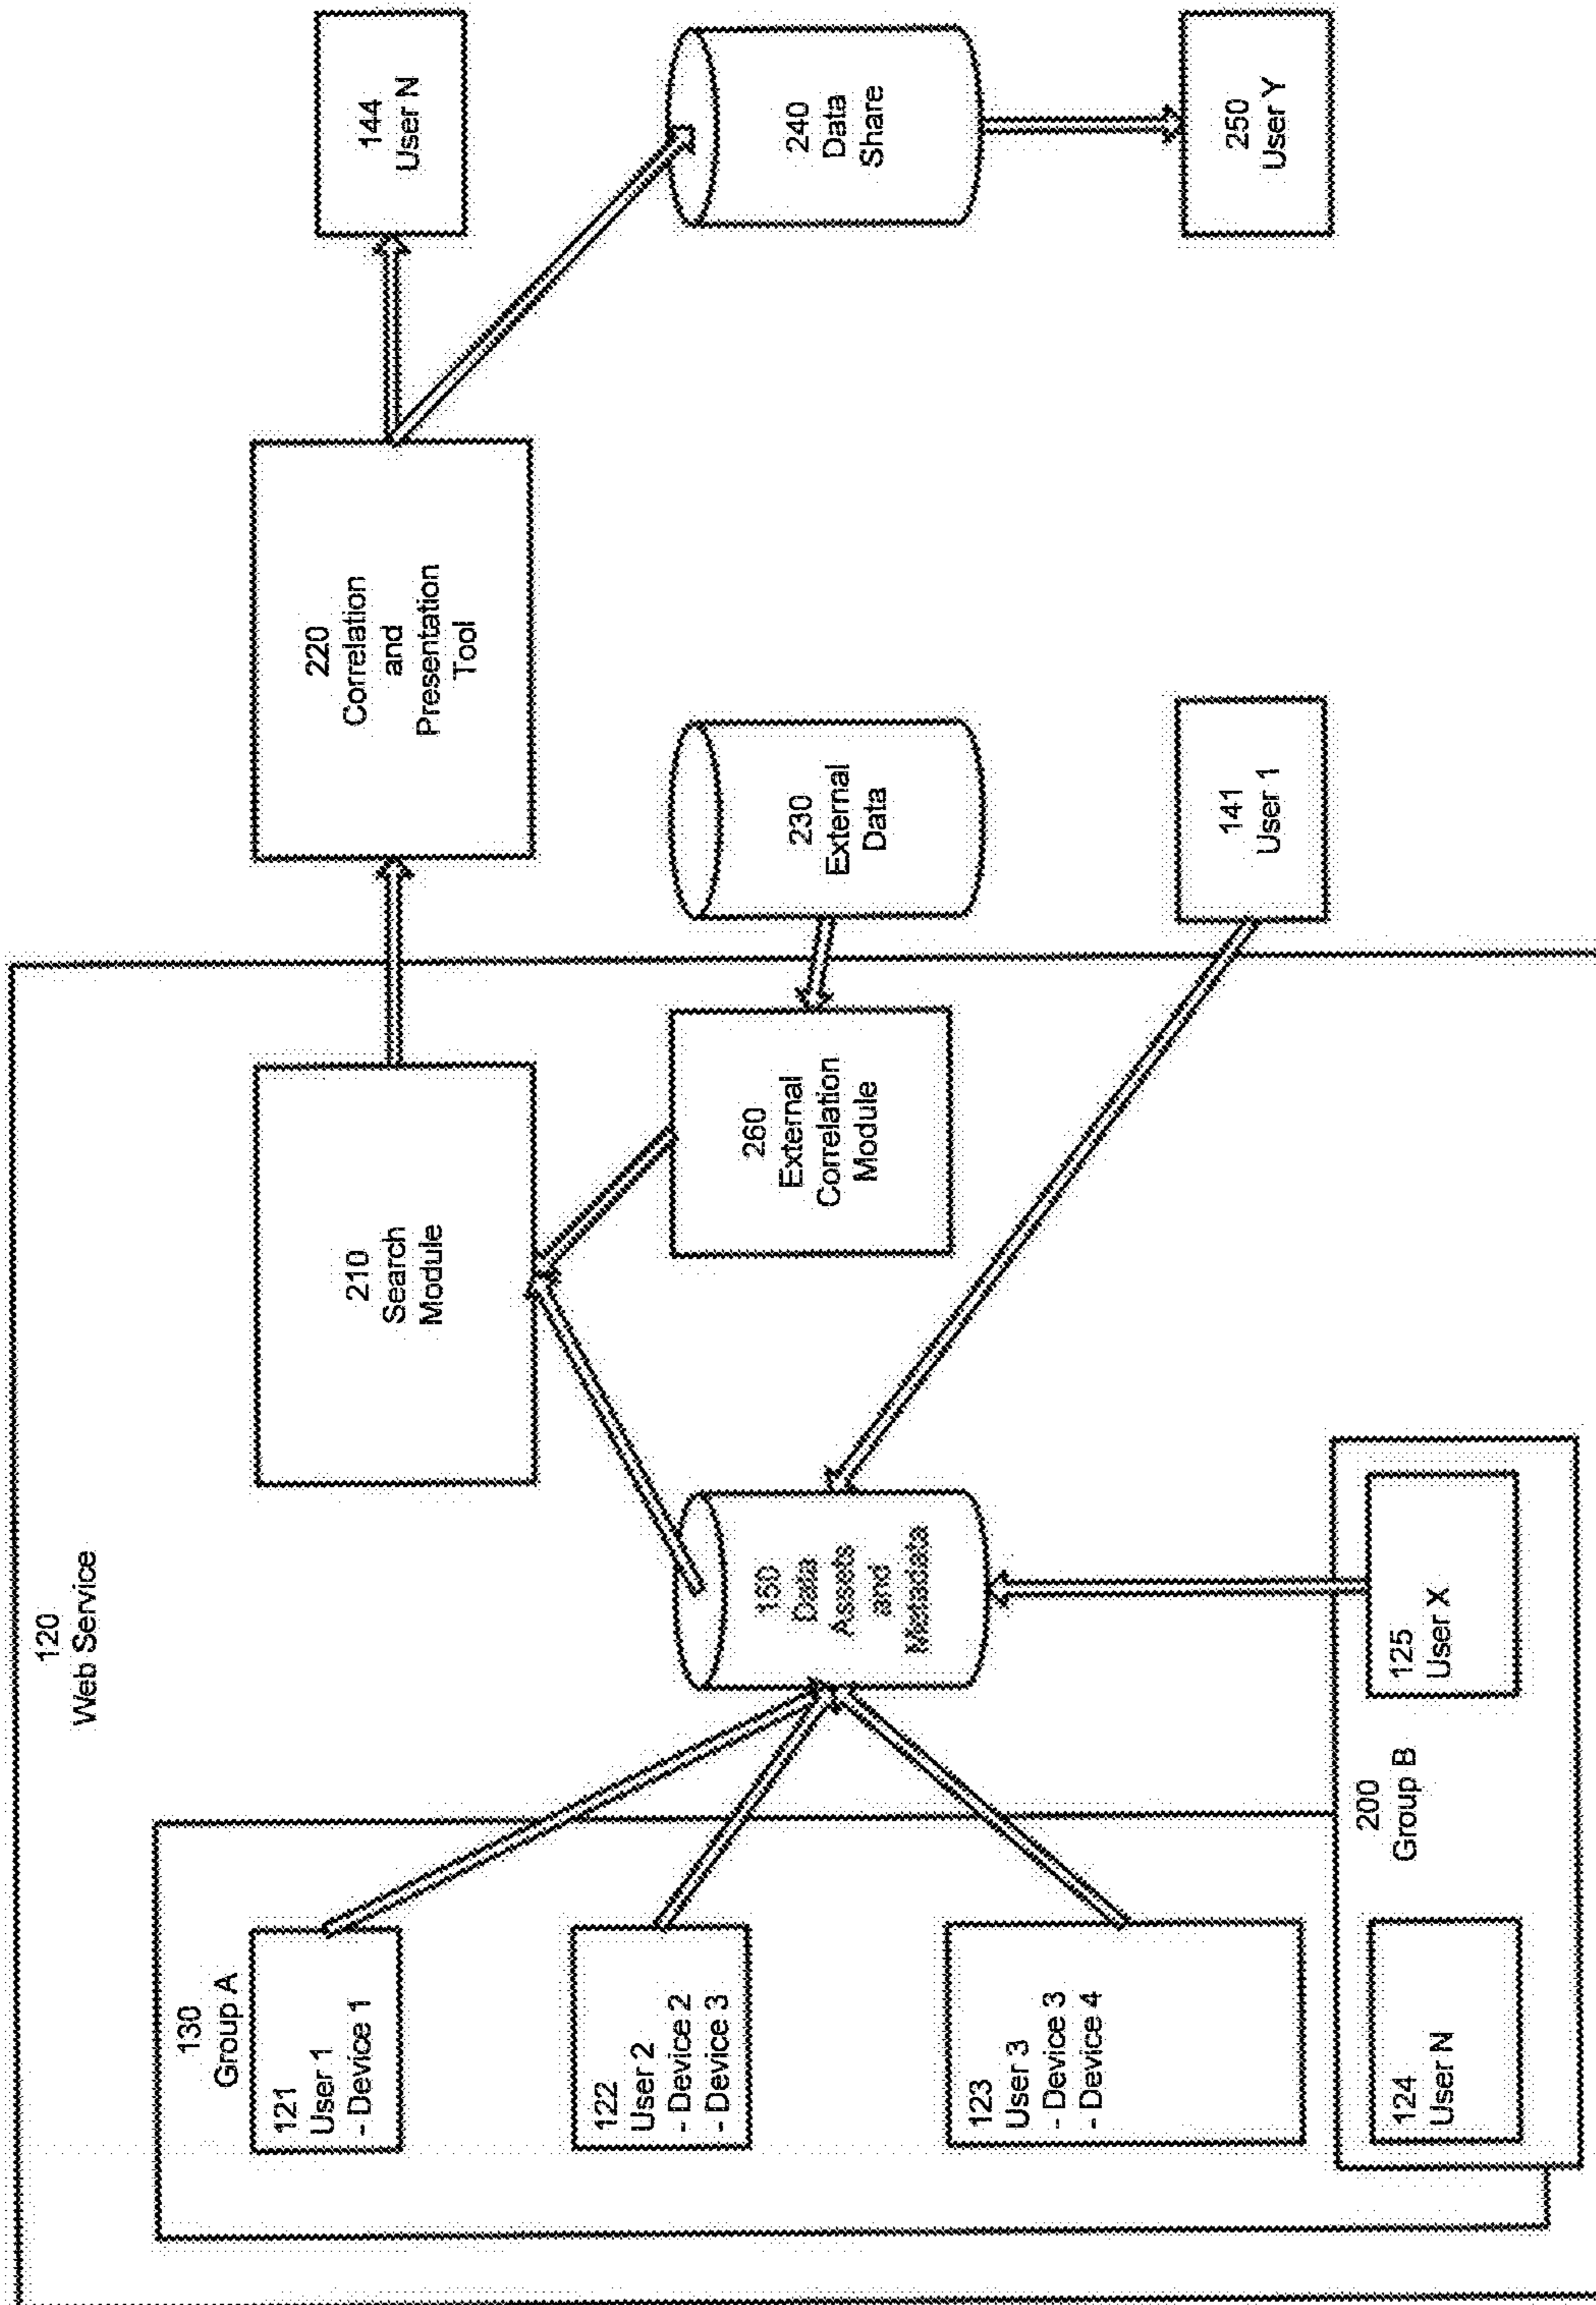 120
Web Service
130
Group A
121
User 1
- Device 1
122
User 2
- Device 2
- Device 3
123
User 3
- Device 3
- Device 4
124
User N
200
Group B
125
User X
150
Data
Assets
and
Metadata
210
Search
Module
260
External
Correlation
Module
220
Correlation
and
Presentation
Tool
230
External
Data
141
User 1
144
User N
240
Data
Share
250
User Y